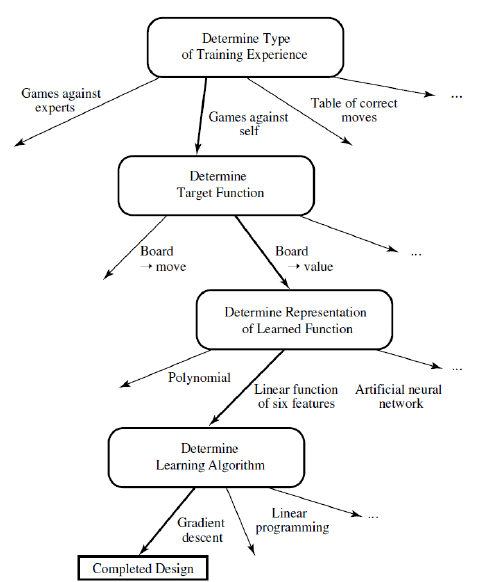 Determine Type
of Training Experience
Games against
experts
Games against
self
Table of correct
moves
...
Determine
Target Function
Board
→ move
Board
→ value
...
Determine Representation
of Learned Function
Polynomial
Linear function
of six features
Artificial neural
network
...
Determine
Learning Algorithm
Gradient
descent
Linear
programming
...
Completed Design